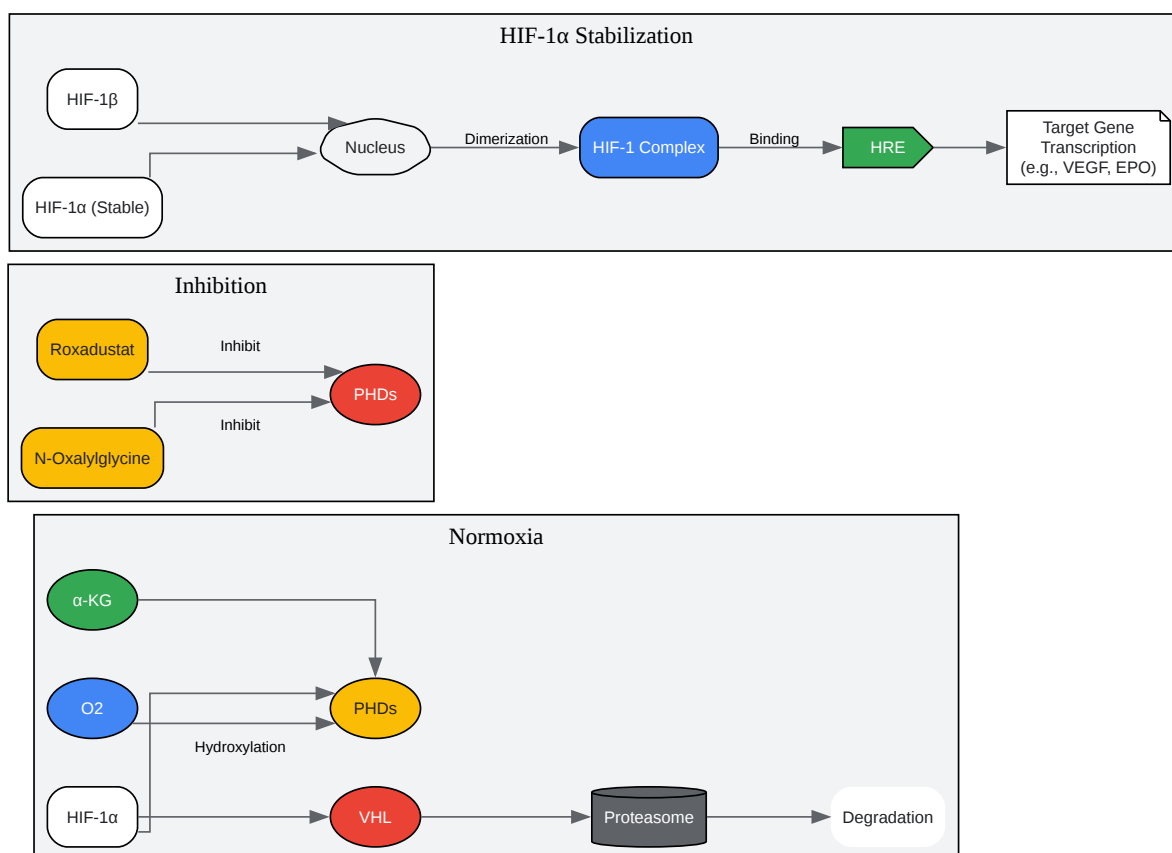 HIF-1α Stabilization
HIF-1β
HIF-1α (Stable)
Nucleus
Dimerization
HIF-1 Complex
Binding
HRE
Target Gene
Transcription
(e.g., VEGF, EPO)
Inhibition
Roxadustat
Inhibit
PHDs
Inhibit
N-Oxalylglycine
Normoxia
α-KG
O2
PHDs
Hydroxylation
HIF-1α
VHL
Proteasome
Degradation